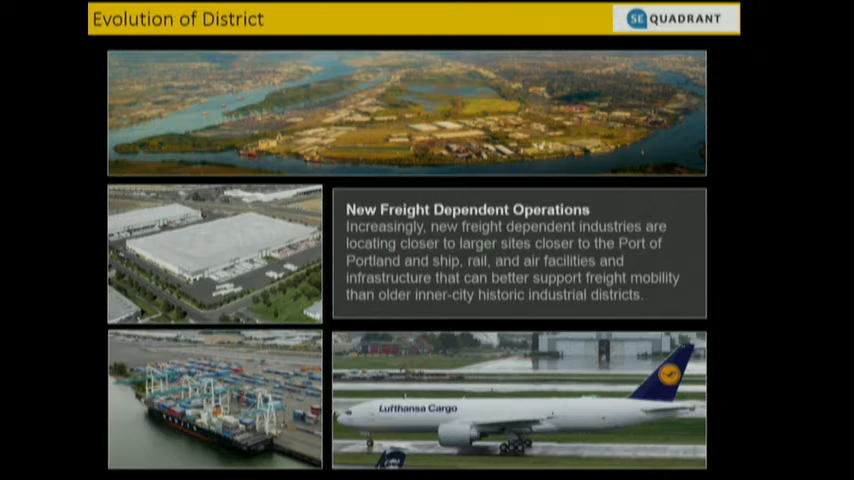 Evolution of District
SE QUADRANT
New Freight Dependent Operations
Increasingly, new freight dependent industries are
locating closer to larger sites closer to the Port of
Portland and ship, rail, and air facilities and
infrastructure that can better support freight mobility
than older inner-city historic industrial districts.
Lufthansa Cargo